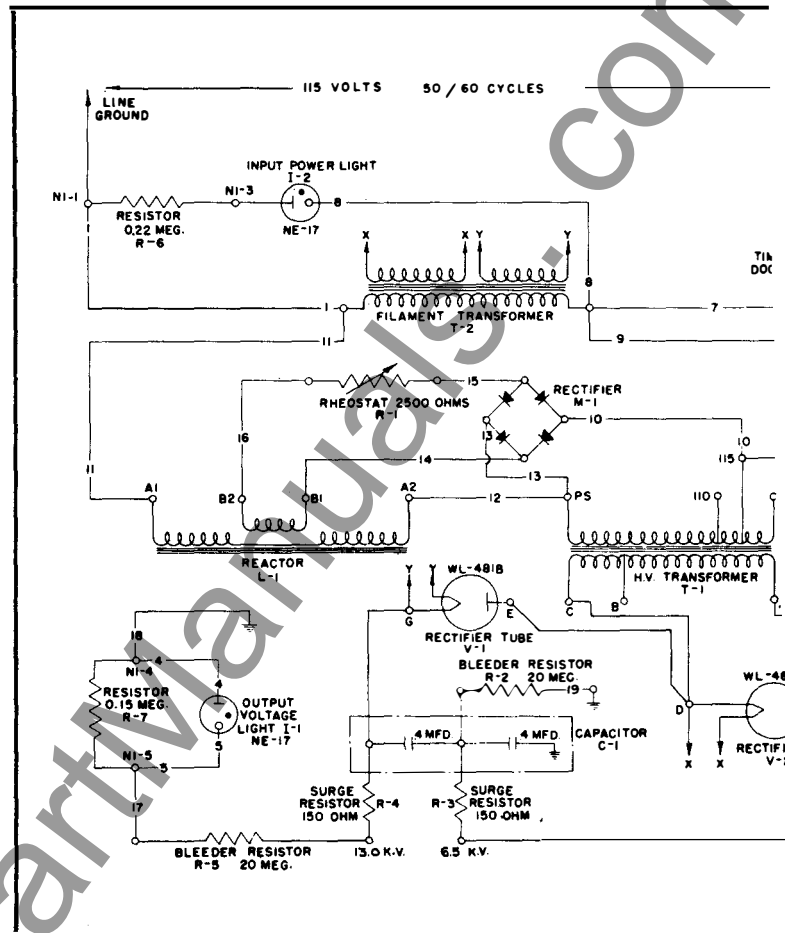 115 VOLTS 50/60 CYCLES
LINE
GROUND
INPUT POWER LIGHT
I-2
N1-1
N1-3
8
RESISTOR
0.22 MEG.
R-6
NE-17
1
X X Y Y
8
1
FILAMENT TRANSFORMER
T-2
7
11
9
15
RHEOSTAT 2500 OHMS
R-1
RECTIFIER
M-1
10
13
16
14
10
115
13
11
A1
B2
B1
A2
12
PS
110
REACTOR
L-1
H.V. TRANSFORMER
T-1
Y Y
WL-481B
G
E
C
B
RECTIFIER TUBE
V-1
18
N1-4
4
4
BLEEDER RESISTOR
R-2 20 MEG.
19
RESISTOR
0.15 MEG.
R-7
OUTPUT
VOLTAGE
LIGHT I-1
NE-17
5
N1-5
5
4 MFD.
4 MFD.
CAPACITOR
C-1
D
X X
17
SURGE
RESISTOR
150 OHM
R-4
R-3
SURGE
RESISTOR
150 OHM
BLEEDER RESISTOR
R-5 20 MEG.
13.0 K.V.
6.5 K.V.
artManuals.com